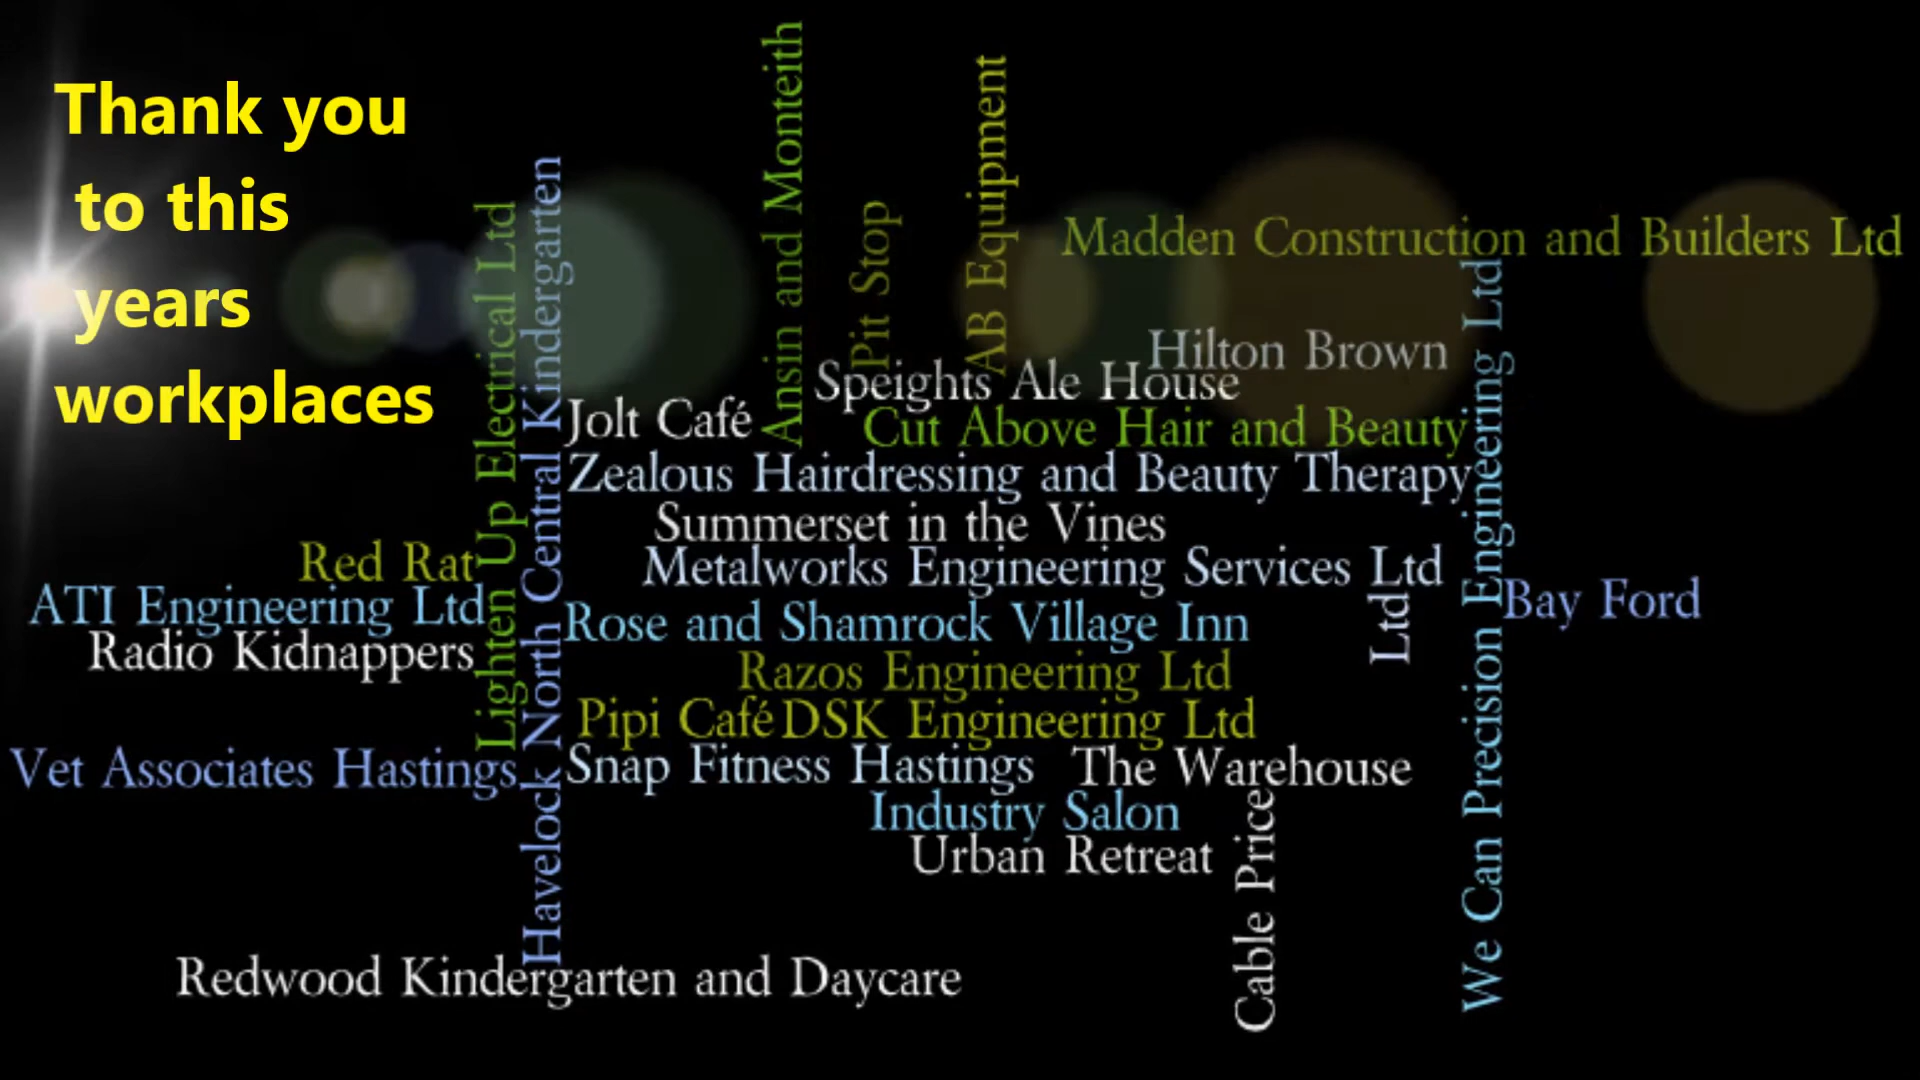 Thank you
to this
years
workplaces
Ansin and Monteith
AB Equipment
Pit Stop
Lighten Up Electrical Ltd
Havelock North Central Kindergarten
Madden Construction and Builders Ltd
We Can Precision Engineering Ltd
Hilton Brown
Speights Ale House
Jolt Café
Cut Above Hair and Beauty
Zealous Hairdressing and Beauty Therapy
Summerset in the Vines
Red Rat
Metalworks Engineering Services Ltd
ATI Engineering Ltd
Bay Ford
Ltd
Rose and Shamrock Village Inn
Radio Kidnappers
Razos Engineering Ltd
Pipi Café
DSK Engineering Ltd
Vet Associates Hastings
Snap Fitness Hastings
The Warehouse
Industry Salon
Urban Retreat
Cable Price
Redwood Kindergarten and Daycare